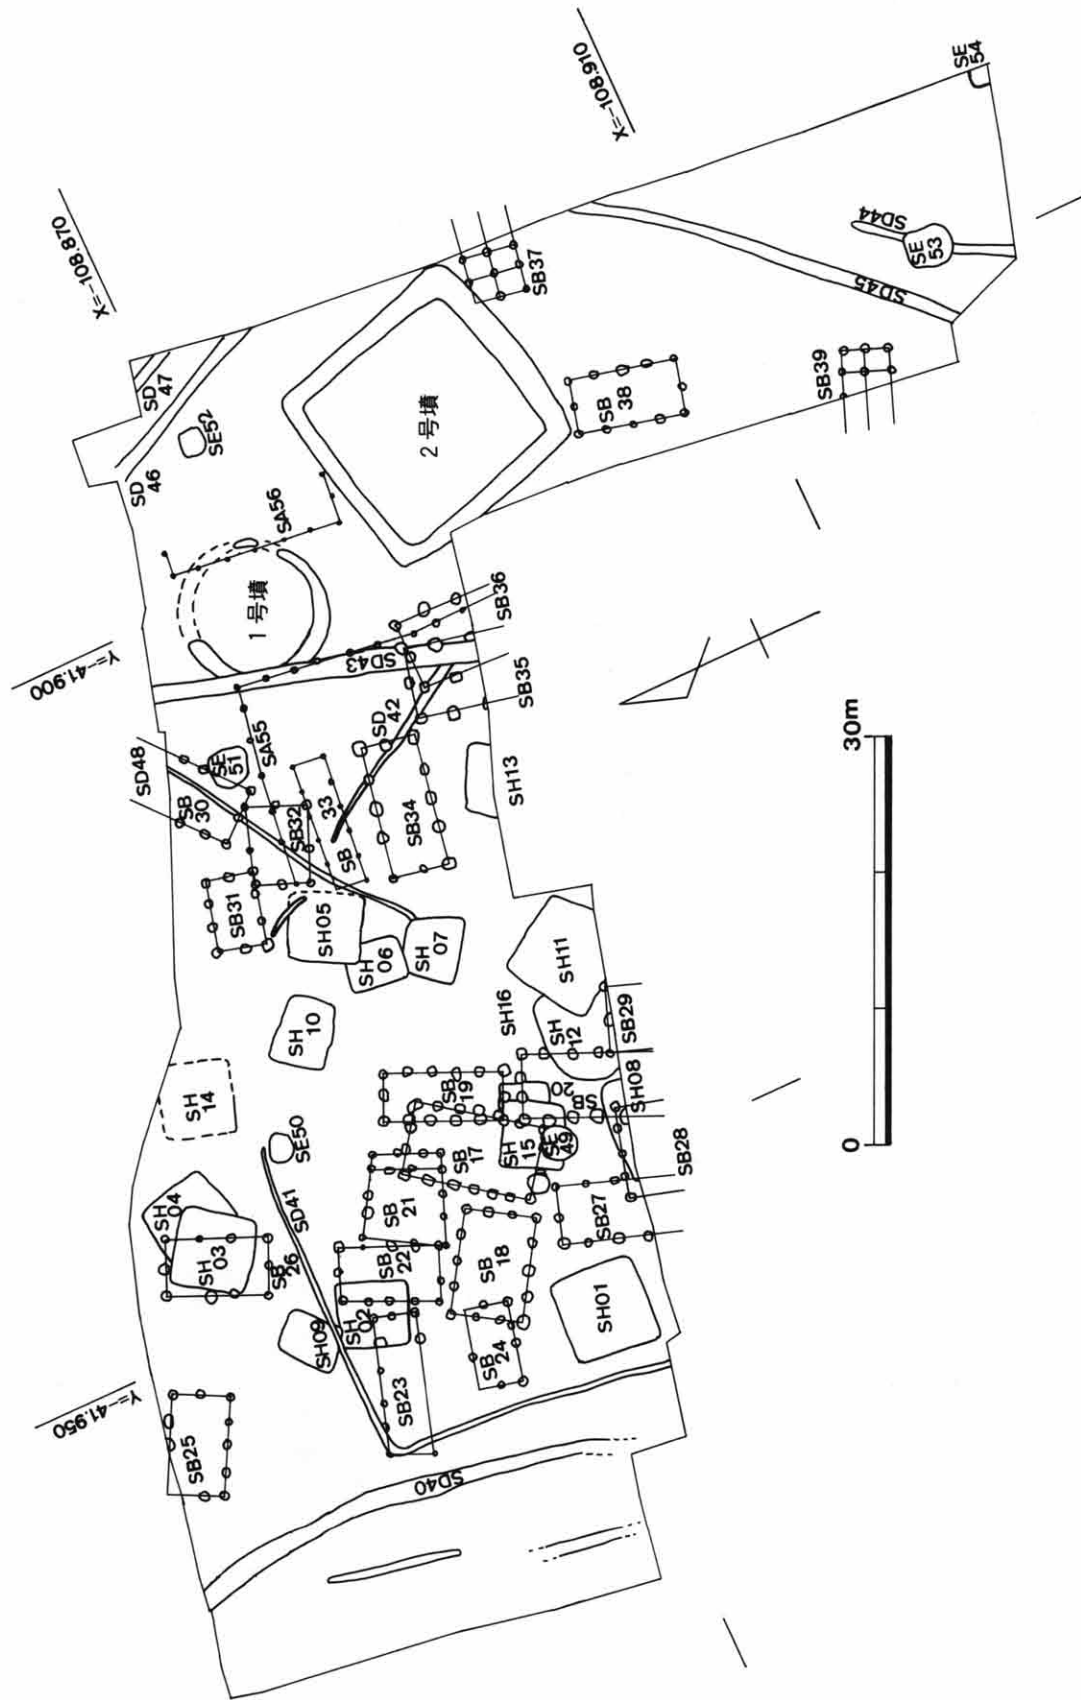 X=-108.870
X=-108.910
Y=-41.900
Y=-41.950
SD
47
SD
46
SE52
SA56
1号墳
2号墳
SB37
SE
54
SD44
SE
53
SD45
SB39
SB
38
SB36
SB35
SD43
SD
42
SA55
SE
51
SD48
SB
30
SB32
SB
33
SB34
SH13
SB31
SH05
SH
06
SH
07
SH
10
SH11
SH16
SH
12
SB29
SH
14
SE50
SB
19
SB
20
SH08
SH
15
SE
49
SB28
SB
17
SB27
SD41
SB
21
SB
22
SB
18
SH
04
SH
03
SB
26
SH09
SH
02
SB
24
SH01
SB23
SB25
SD40
0
30m